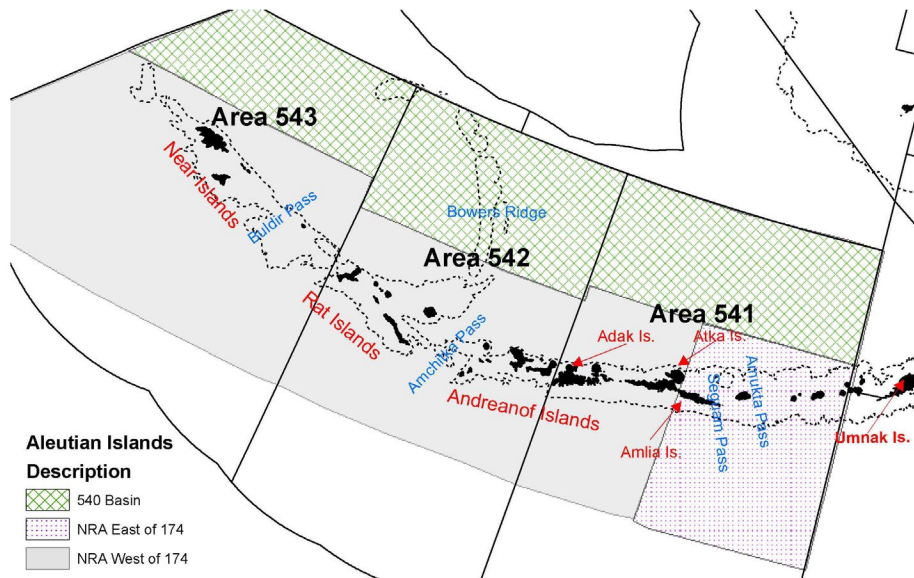 Area 543
Near Islands
Buldir Pass
Bowers Ridge
Area 542
Rat Islands
Amchitka Pass
Area 541
Adak Is.
Atka Is.
Andreanof Islands
Amlia Is.
Seguam Pass
Amukta Pass
Umnak Is.
Aleutian Islands
Description
540 Basin
NRA East of 174
NRA West of 174